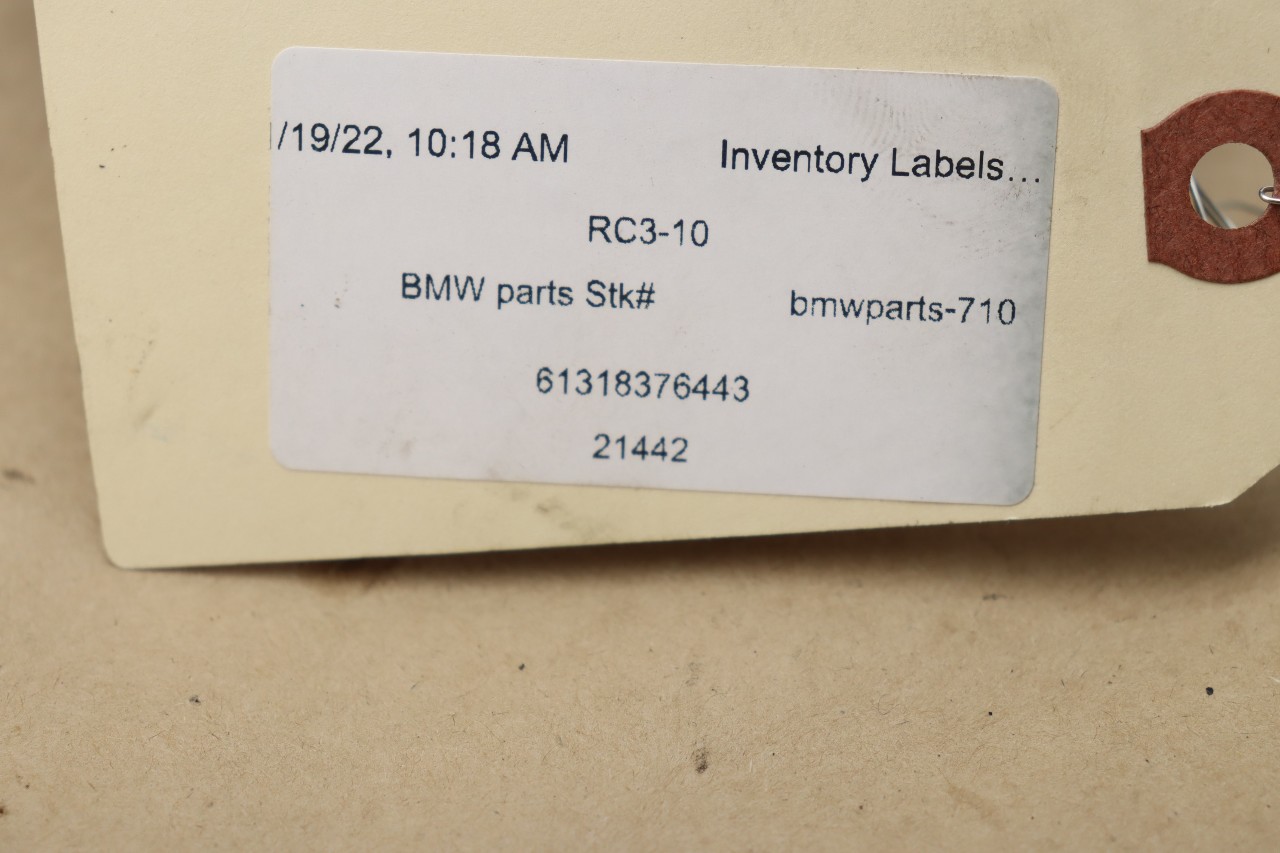 /19/22, 10:18 AM Inventory Labels...
RC3-10
BMW parts Stk# bmwparts-710
61318376443
21442